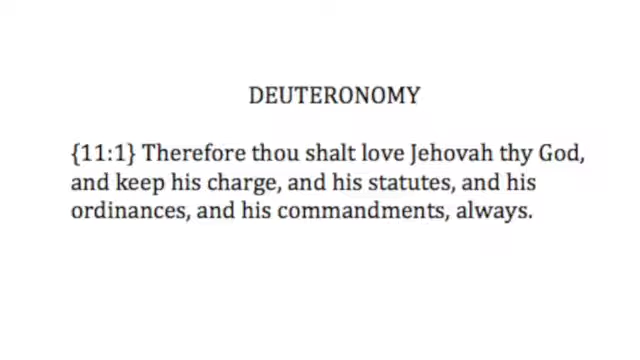 DEUTERONOMY
{11:1} Therefore thou shalt love Jehovah thy God,
and keep his charge, and his statutes, and his
ordinances, and his commandments, always.